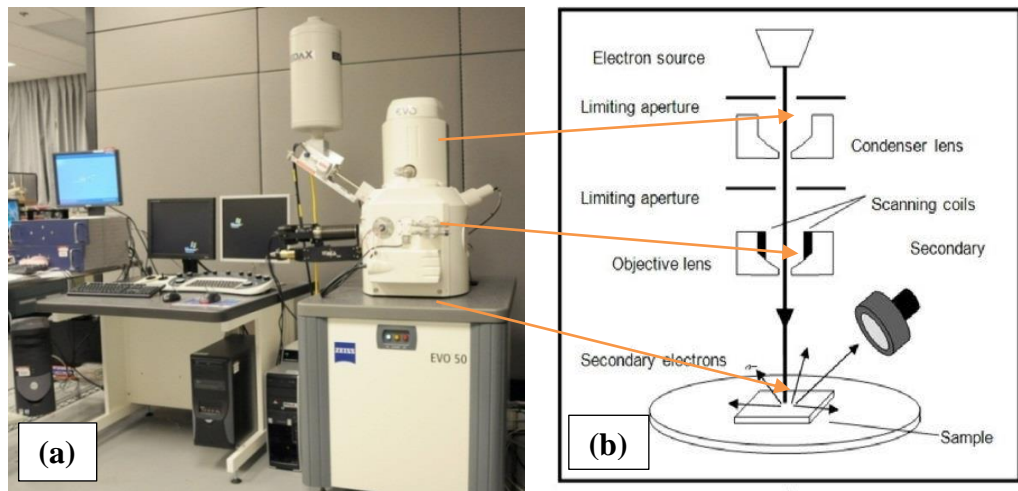 EDAX
EVO
ZEISS
EVO 50
(a)
Electron source
Limiting aperture
Condenser lens
Limiting aperture
Scanning coils
Secondary
Objective lens
Secondary electrons
Sample
(b)